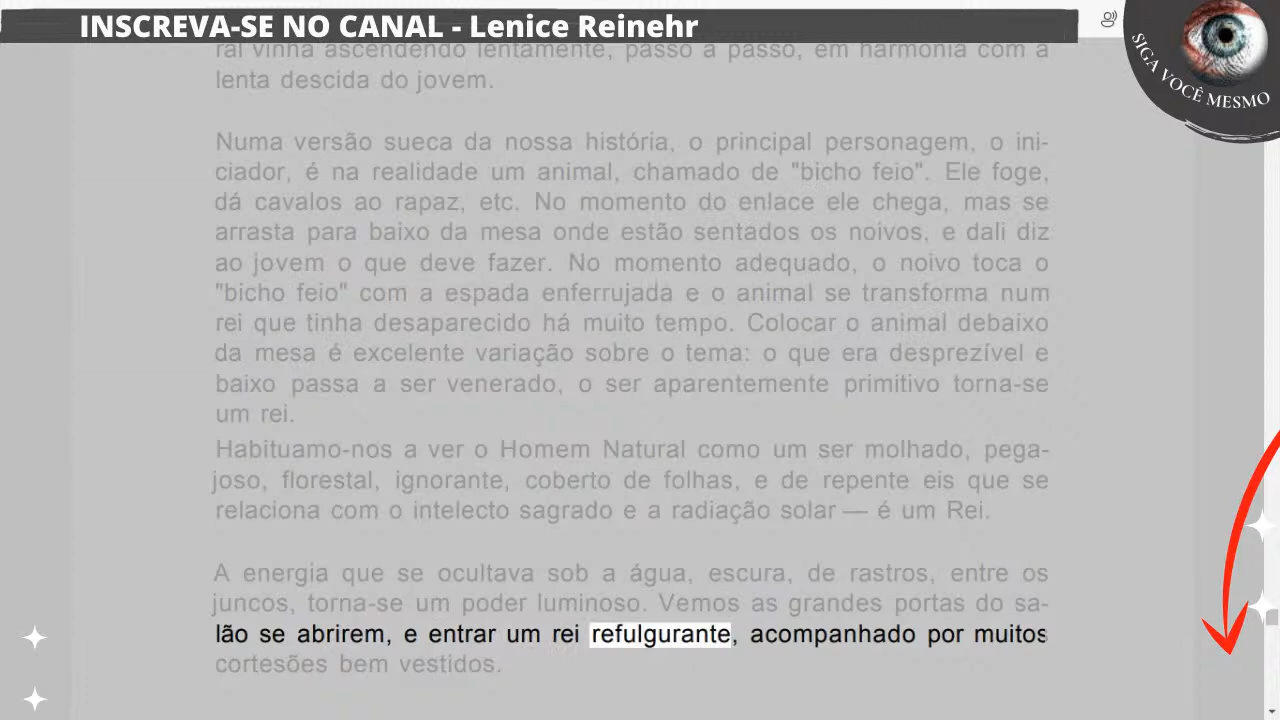 INSCREVA-SE NO CANAL - Lenice Reinehr
SIGA VOCÊ MESMO
ral vinha ascendendo lentamente, passo a passo, em harmonia com a
lenta descida do jovem.
Numa versão sueca da nossa história, o principal personagem, o ini-
ciador, é na realidade um animal, chamado de "bicho feio". Ele foge,
dá cavalos ao rapaz, etc. No momento do enlace ele chega, mas se
arrasta para baixo da mesa onde estão sentados os noivos, e dali diz
ao jovem o que deve fazer. No momento adequado, o noivo toca o
"bicho feio" com a espada enferrujada e o animal se transforma num
rei que tinha desaparecido há muito tempo. Colocar o animal debaixo
da mesa é excelente variação sobre o tema: o que era desprezível e
baixo passa a ser venerado, o ser aparentemente primitivo torna-se
um rei.
Habituamo-nos a ver o Homem Natural como um ser molhado, pega-
joso, florestal, ignorante, coberto de folhas, e de repente eis que se
relaciona com o intelecto sagrado e a radiação solar — é um Rei.
A energia que se ocultava sob a água, escura, de rastros, entre os
juncos, torna-se um poder luminoso. Vemos as grandes portas do sa-
lão se abrirem, e entrar um rei refulgurante, acompanhado por muitos
cortesões bem vestidos.